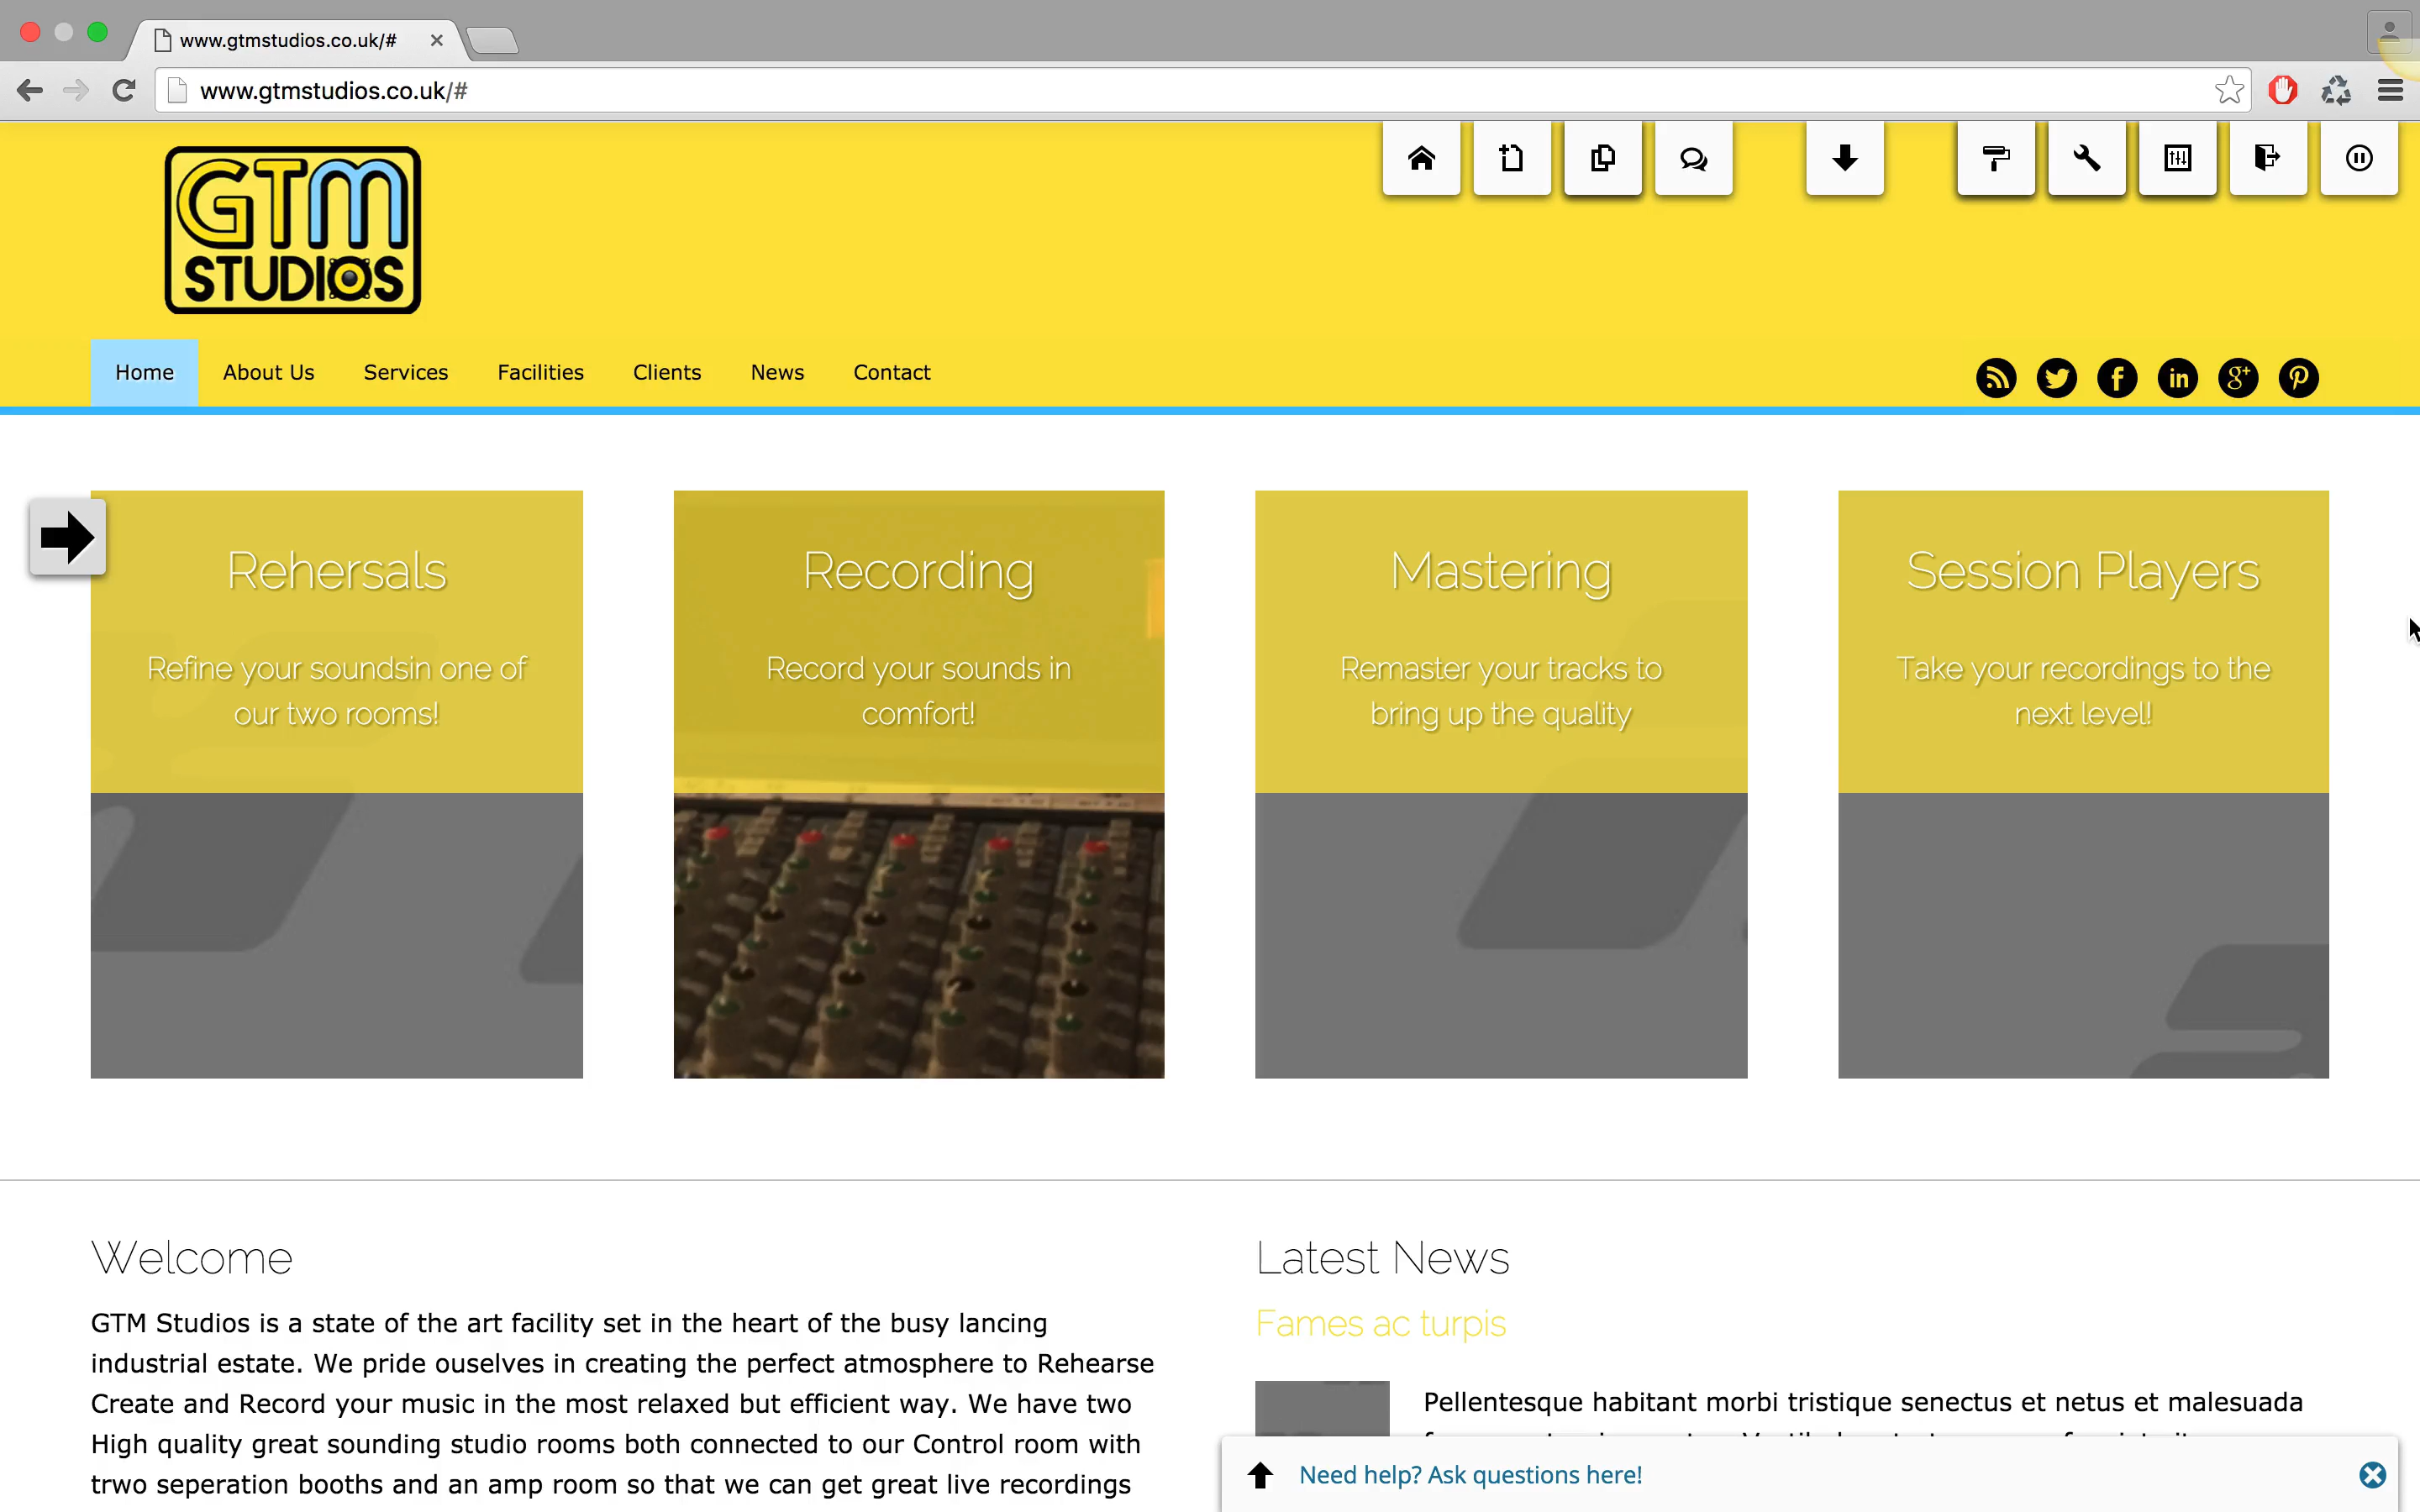 www.gtmstudios.co.uk/#
www.gtmstudios.co.uk/#
GTM
STUDIOS
Home About Us Services Facilities Clients News Contact
Rehersals
Refine your soundsin one of
our two rooms!
Recording
Record your sounds in
comfort!
Mastering
Remaster your tracks to
bring up the quality
Session Players
Take your recordings to the
next level!
Welcome
GTM Studios is a state of the art facility set in the heart of the busy lancing
industrial estate. We pride ouselves in creating the perfect atmosphere to Rehearse
Create and Record your music in the most relaxed but efficient way. We have two
High quality great sounding studio rooms both connected to our Control room with
trwo seperation booths and an amp room so that we can get great live recordings
Latest News
Fames ac turpis
Pellentesque habitant morbi tristique senectus et netus et malesuada
Need help? Ask questions here!